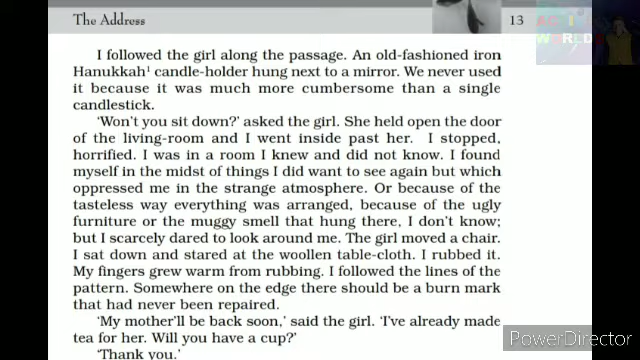 The Address
13
I followed the girl along the passage. An old-fashioned iron
Hanukkah¹ candle-holder hung next to a mirror. We never used
it because it was much more cumbersome than a single
candlestick.
‘Won't you sit down?’ asked the girl. She held open the door
of the living-room and I went inside past her. I stopped,
horrified. I was in a room I knew and did not know. I found
myself in the midst of things I did want to see again but which
oppressed me in the strange atmosphere. Or because of the
tasteless way everything was arranged, because of the ugly
furniture or the muggy smell that hung there, I don't know;
but I scarcely dared to look around me. The girl moved a chair.
I sat down and stared at the woollen table-cloth. I rubbed it.
My fingers grew warm from rubbing. I followed the lines of the
pattern. Somewhere on the edge there should be a burn mark
that had never been repaired.
‘My mother'll be back soon,’ said the girl. ‘I've already made
tea for her. Will you have a cup?’
‘Thank you.’
PowerDirector